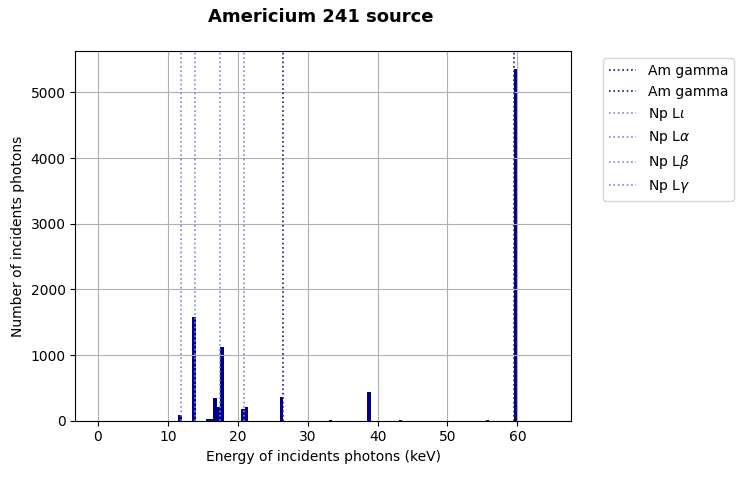 Americium 241 source
Number of incidents photons
5000
4000
3000
2000
1000
0
0 10 20 30 40 50 60
Energy of incidents photons (keV)
Am gamma
Am gamma
Np Lι
Np Lα
Np Lβ
Np Lγ